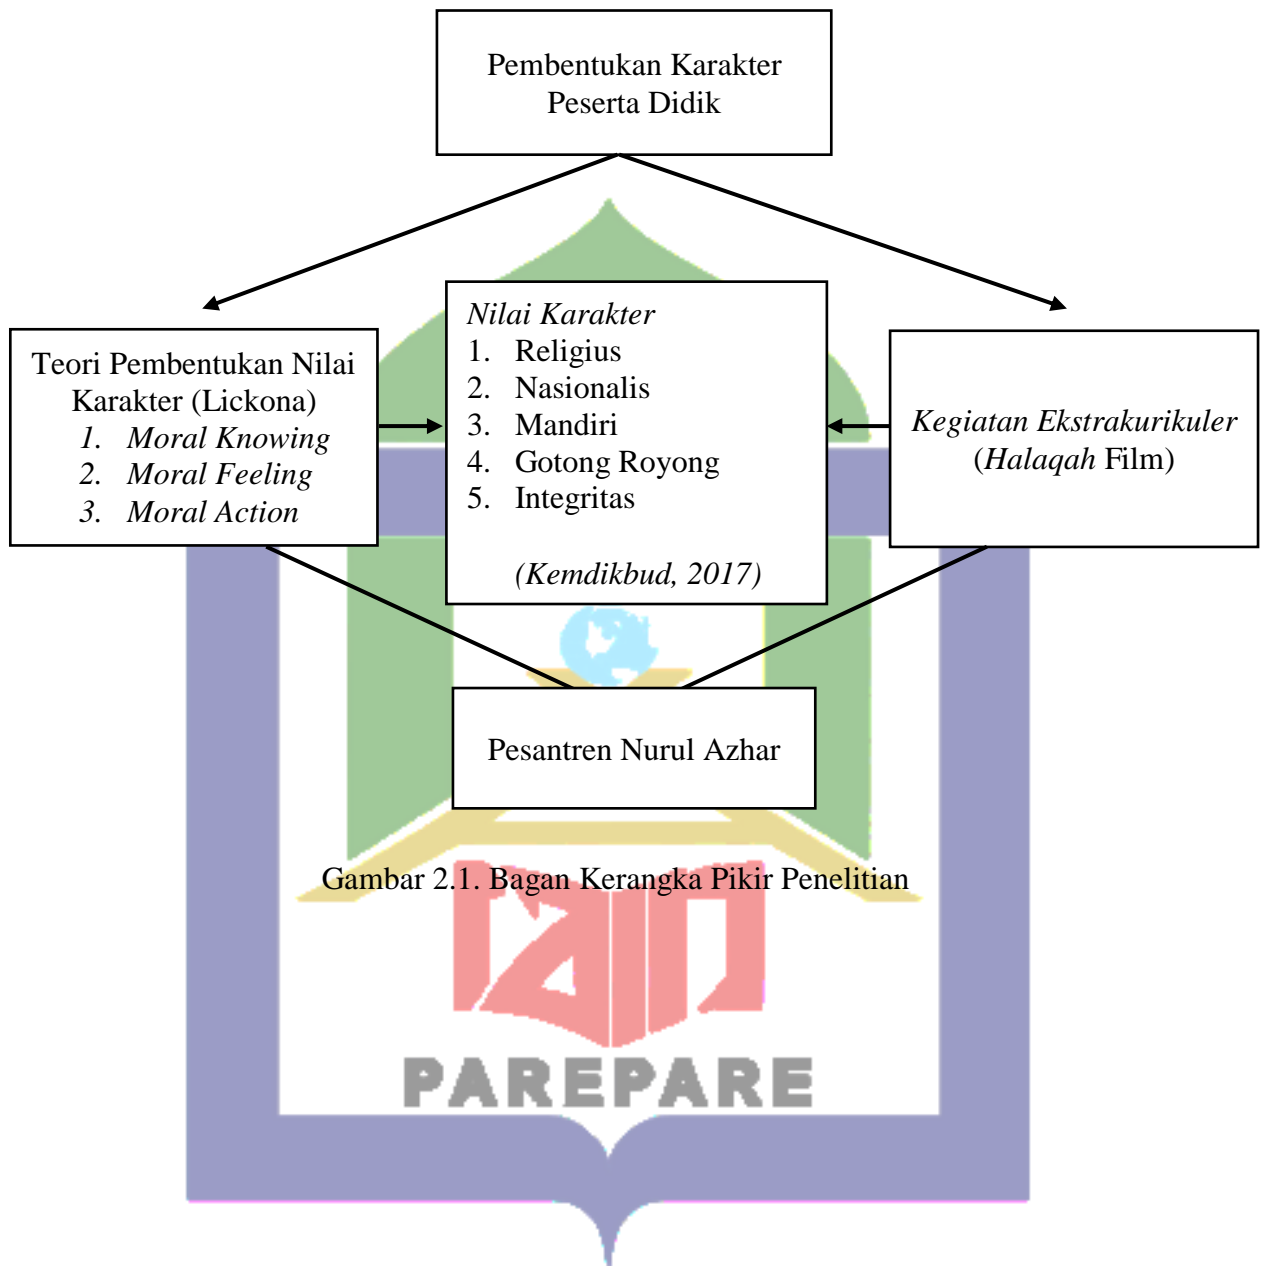 Pembentukan Karakter
Peserta Didik
Teori Pembentukan Nilai
Karakter (Lickona)
1. Moral Knowing
2. Moral Feeling
3. Moral Action
Nilai Karakter
1. Religius
2. Nasionalis
3. Mandiri
4. Gotong Royong
5. Integritas
(Kemdikbud, 2017)
Kegiatan Ekstrakurikuler
(Halaqah Film)
Pesantren Nurul Azhar
Gambar 2.1. Bagan Kerangka Pikir Penelitian
iain
PAREPARE